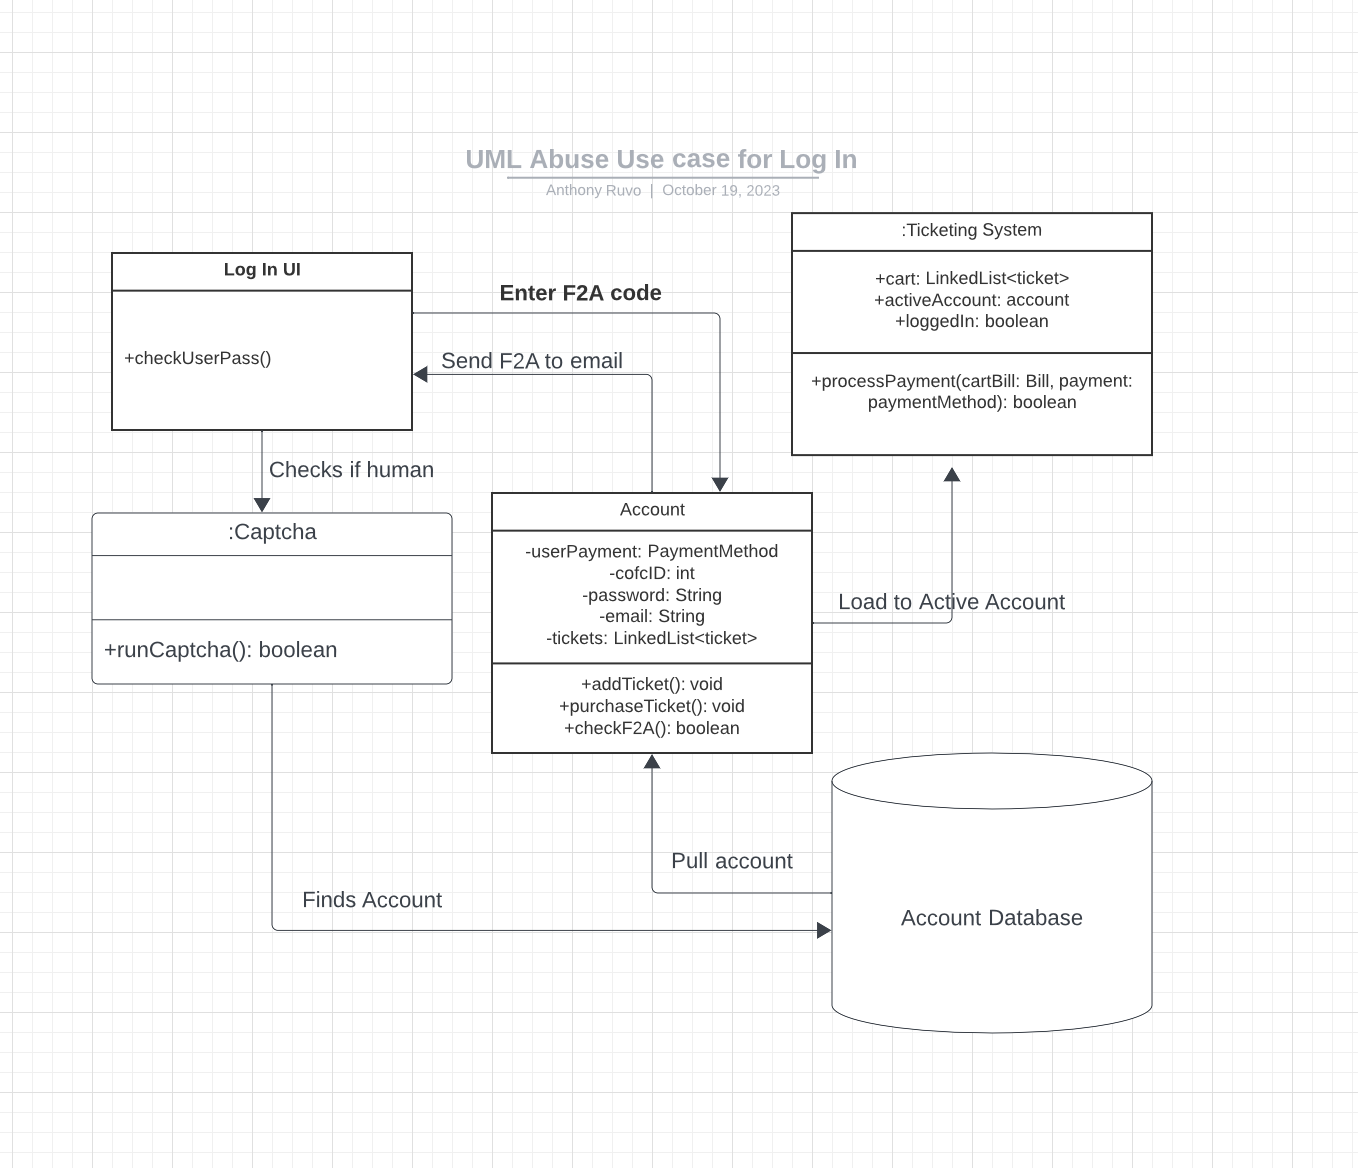 UML Abuse Use case for Log In
Anthony Ruvo | October 19, 2023
:Ticketing System
+cart: LinkedList<ticket>
+activeAccount: account
+loggedIn: boolean
+processPayment(cartBill: Bill, payment:
paymentMethod): boolean
Log In UI
+checkUserPass()
Enter F2A code
Send F2A to email
Checks if human
:Captcha
+runCaptcha(): boolean
Account
-userPayment: PaymentMethod
-cofcID: int
-password: String
-email: String
-tickets: LinkedList<ticket>
+addTicket(): void
+purchaseTicket(): void
+checkF2A(): boolean
Load to Active Account
Pull account
Finds Account
Account Database